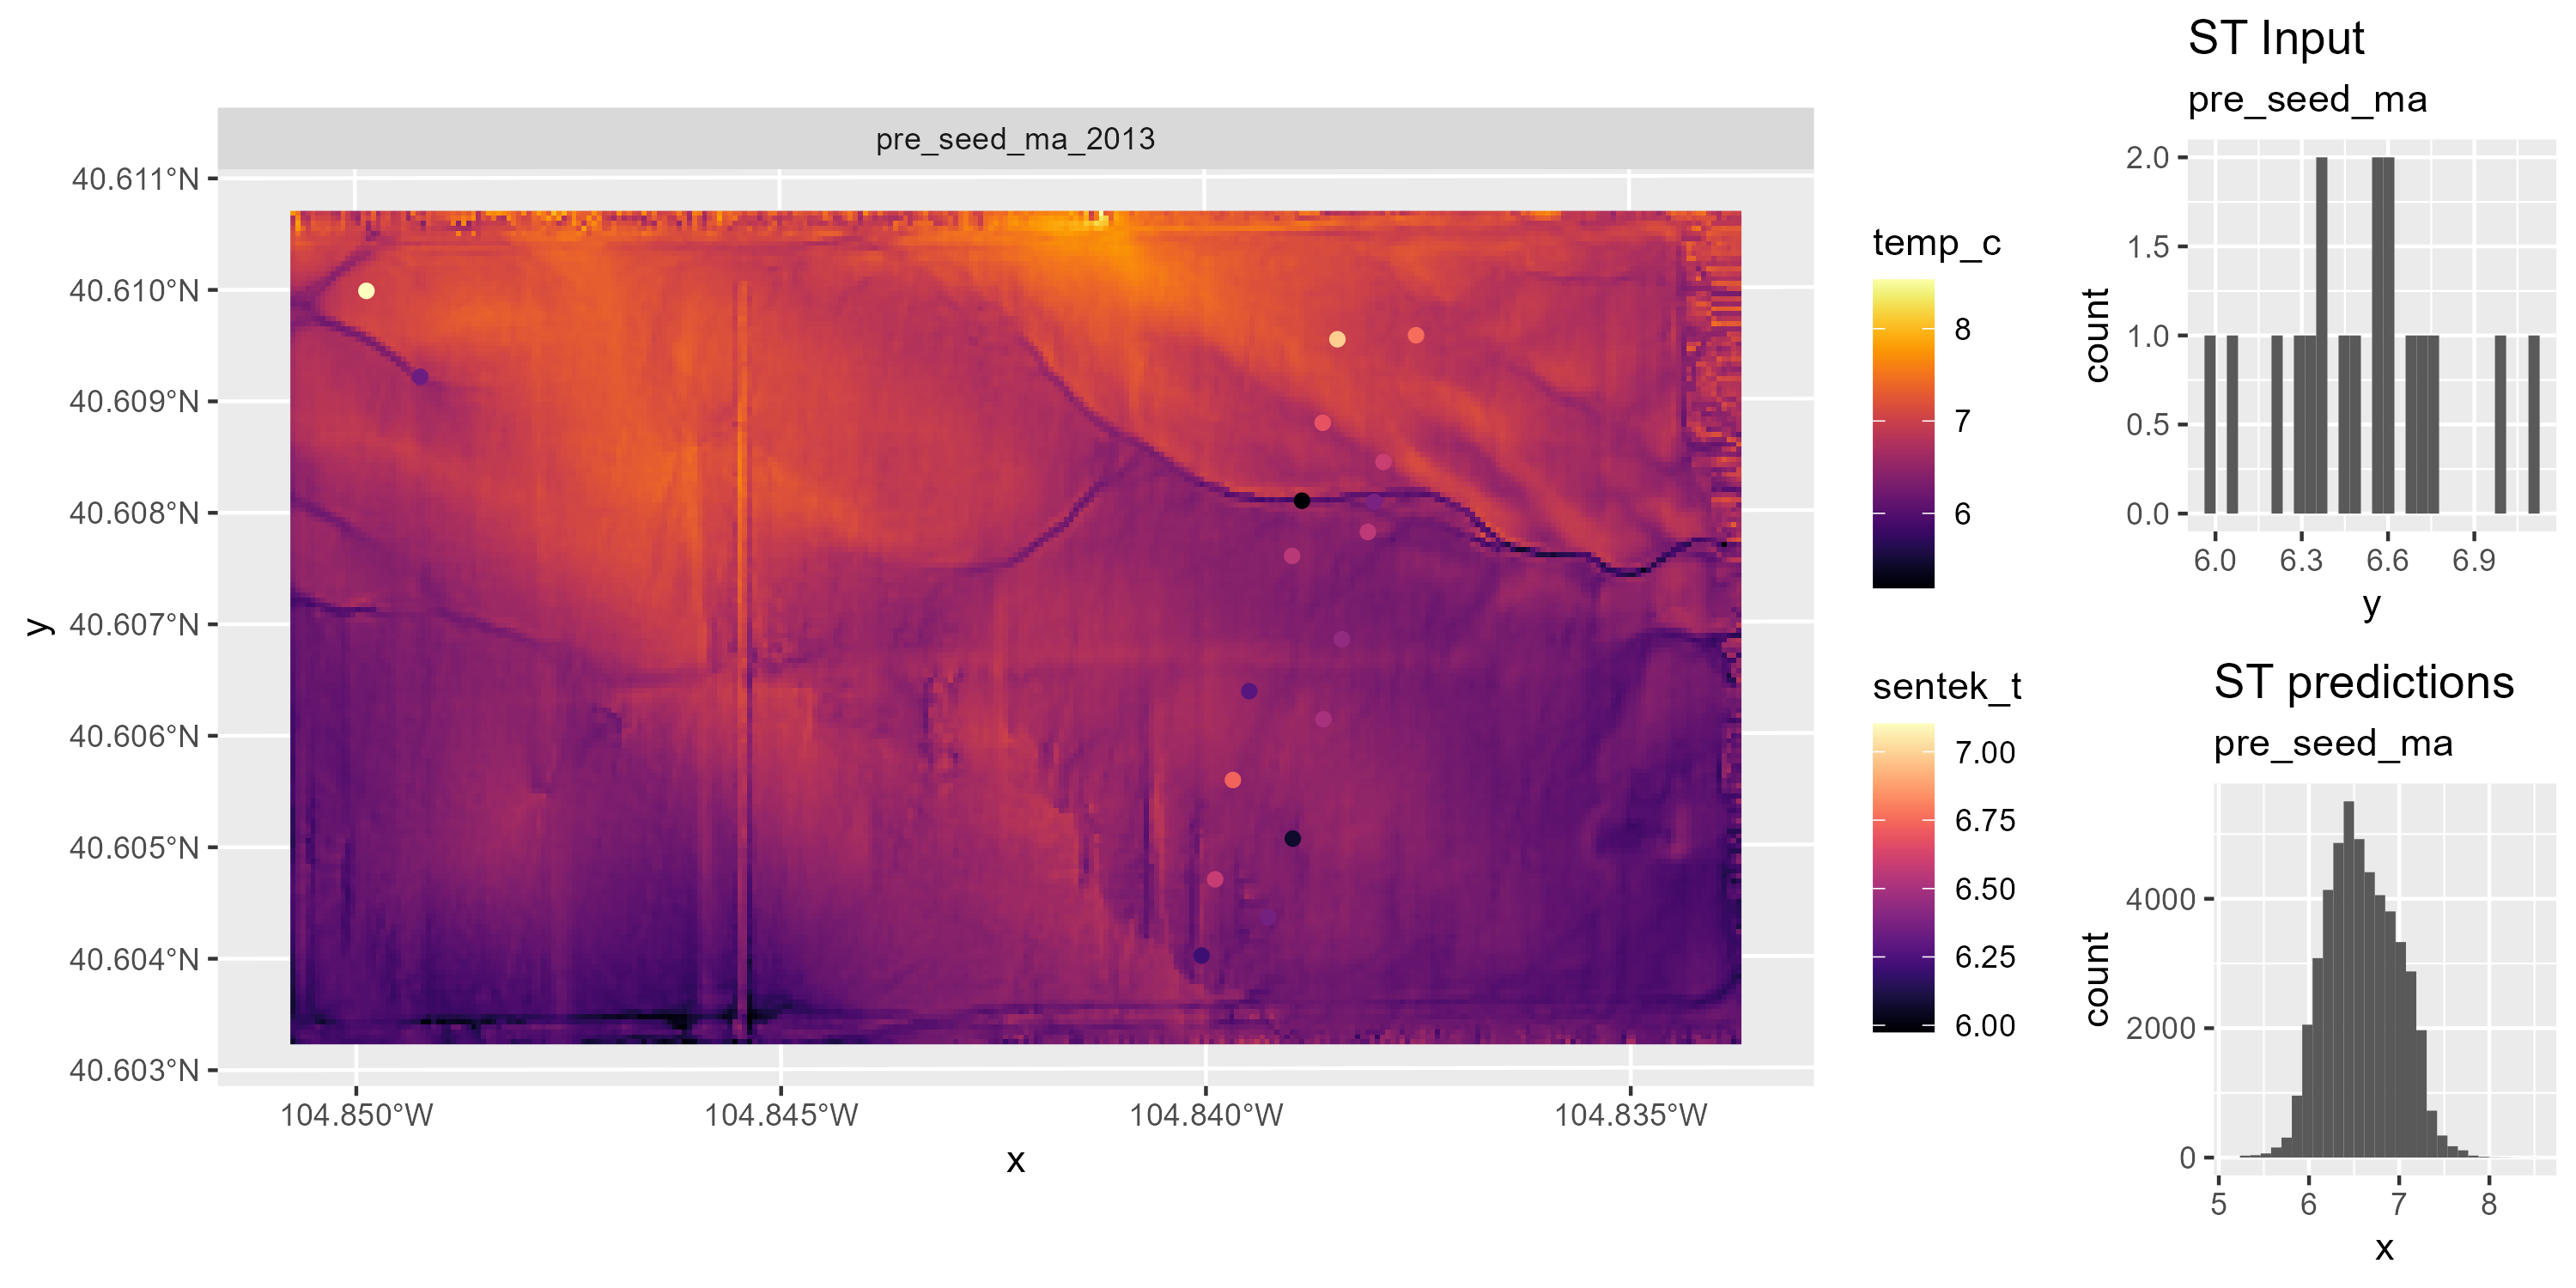 pre_seed_ma_2013
40.611°N
40.610°N
40.609°N
40.608°N
40.607°N
40.606°N
40.605°N
40.604°N
40.603°N
y
104.850°W
104.845°W
104.840°W
104.835°W
x
temp_c
8
7
6
sentek_t
7.00
6.75
6.50
6.25
6.00
ST Input
pre_seed_ma
2.0
1.5
1.0
0.5
0.0
count
6.0
6.3
6.6
6.9
y
ST predictions
pre_seed_ma
4000
2000
0
count
5
6
7
8
x